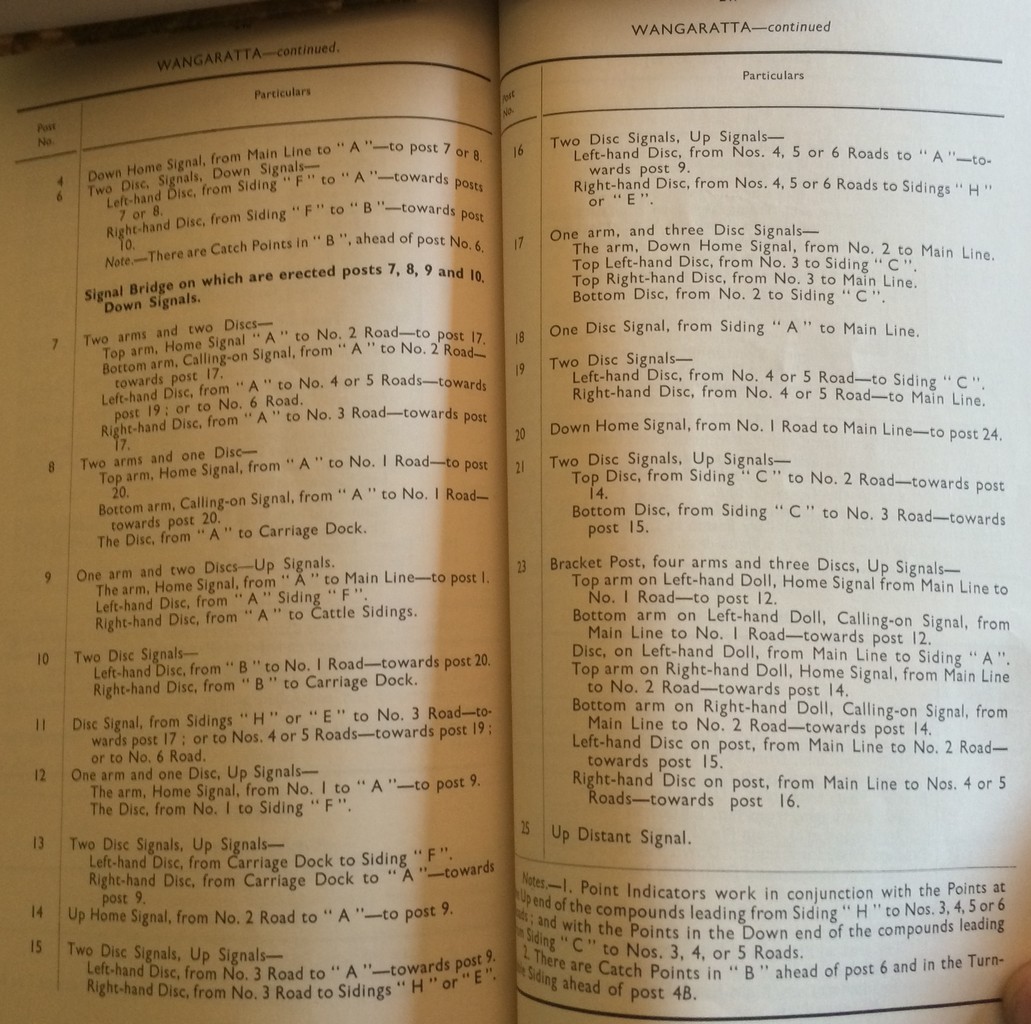 WANGARATTA—continued.
Post No.
Particulars
4 Down Home Signal, from Main Line to “ A ”—to post 7 or 8.
6 Two Disc, Signals, Down Signals—
Left-hand Disc, from Siding “ F ” to “ A ”—towards posts
7 or 8.
Right-hand Disc, from Siding “ F ” to “ B ”—towards post
10.
Note.—There are Catch Points in “ B ”, ahead of post No. 6.
Signal Bridge on which are erected posts 7, 8, 9 and 10.
Down Signals.
7 Two arms and two Discs—
Top arm, Home Signal “ A ” to No. 2 Road—to post 17.
Bottom arm, Calling-on Signal, from “ A ” to No. 2 Road—
towards post 17.
Left-hand Disc, from “ A ” to No. 4 or 5 Roads—towards
post 19 ; or to No. 6 Road.
Right-hand Disc, from “ A ” to No. 3 Road—towards post
17.
8 Two arms and one Disc—
Top arm, Home Signal, from “ A ” to No. 1 Road—to post
20.
Bottom arm, Calling-on Signal, from “ A ” to No. 1 Road—
towards post 20.
The Disc, from “ A ” to Carriage Dock.
9 One arm and two Discs—Up Signals.
The arm, Home Signal, from “ A ” to Main Line—to post 1.
Left-hand Disc, from “ A ” Siding “ F ”.
Right-hand Disc, from “ A ” to Cattle Sidings.
10 Two Disc Signals—
Left-hand Disc, from “ B ” to No. 1 Road—towards post 20.
Right-hand Disc, from “ B ” to Carriage Dock.
11 Disc Signal, from Sidings “ H ” or “ E ” to No. 3 Road—to-
wards post 17 ; or to Nos. 4 or 5 Roads—towards post 19 ;
or to No. 6 Road.
12 One arm and one Disc, Up Signals—
The arm, Home Signal, from No. 1 to “ A ”—to post 9.
The Disc, from No. 1 to Siding “ F ”.
13 Two Disc Signals, Up Signals—
Left-hand Disc, from Carriage Dock to Siding “ F ”.
Right-hand Disc, from Carriage Dock to “ A ”—towards
post 9.
14 Up Home Signal, from No. 2 Road to “ A ”—to post 9.
15 Two Disc Signals, Up Signals—
Left-hand Disc, from No. 3 Road to “ A ”—towards post 9.
Right-hand Disc, from No. 3 Road to Sidings “ H ” or “ E ”.
WANGARATTA—continued
Post No.
Particulars
16 Two Disc Signals, Up Signals—
Left-hand Disc, from Nos. 4, 5 or 6 Roads to “ A ”—to-
wards post 9.
Right-hand Disc, from Nos. 4, 5 or 6 Roads to Sidings “ H ”
or “ E ”.
17 One arm, and three Disc Signals—
The arm, Down Home Signal, from No. 2 to Main Line.
Top Left-hand Disc, from No. 3 to Siding “ C ”.
Top Right-hand Disc, from No. 3 to Main Line.
Bottom Disc, from No. 2 to Siding “ C ”.
18 One Disc Signal, from Siding “ A ” to Main Line.
19 Two Disc Signals—
Left-hand Disc, from No. 4 or 5 Road—to Siding “ C ”.
Right-hand Disc, from No. 4 or 5 Road—to Main Line.
20 Down Home Signal, from No. 1 Road to Main Line—to post 24.
21 Two Disc Signals, Up Signals—
Top Disc, from Siding “ C ” to No. 2 Road—towards post
14.
Bottom Disc, from Siding “ C ” to No. 3 Road—towards
post 15.
23 Bracket Post, four arms and three Discs, Up Signals—
Top arm on Left-hand Doll, Home Signal from Main Line to
No. 1 Road—to post 12.
Bottom arm on Left-hand Doll, Calling-on Signal, from
Main Line to No. 1 Road—towards post 12.
Disc, on Left-hand Doll, from Main Line to Siding “ A ”.
Top arm on Right-hand Doll, Home Signal, from Main Line
to No. 2 Road—towards post 14.
Bottom arm on Right-hand Doll, Calling-on Signal, from
Main Line to No. 2 Road—towards post 14.
Left-hand Disc on post, from Main Line to No. 2 Road—
towards post 15.
Right-hand Disc on post, from Main Line to Nos. 4 or 5
Roads—towards post 16.
25 Up Distant Signal.
Notes.—1. Point Indicators work in conjunction with the Points at
Up end of the compounds leading from Siding “ H ” to Nos. 3, 4, 5 or 6
; and with the Points in the Down end of the compounds leading
Siding “ C ” to Nos. 3, 4, or 5 Roads.
2. There are Catch Points in “ B ” ahead of post 6 and in the Turn-
Siding ahead of post 4B.